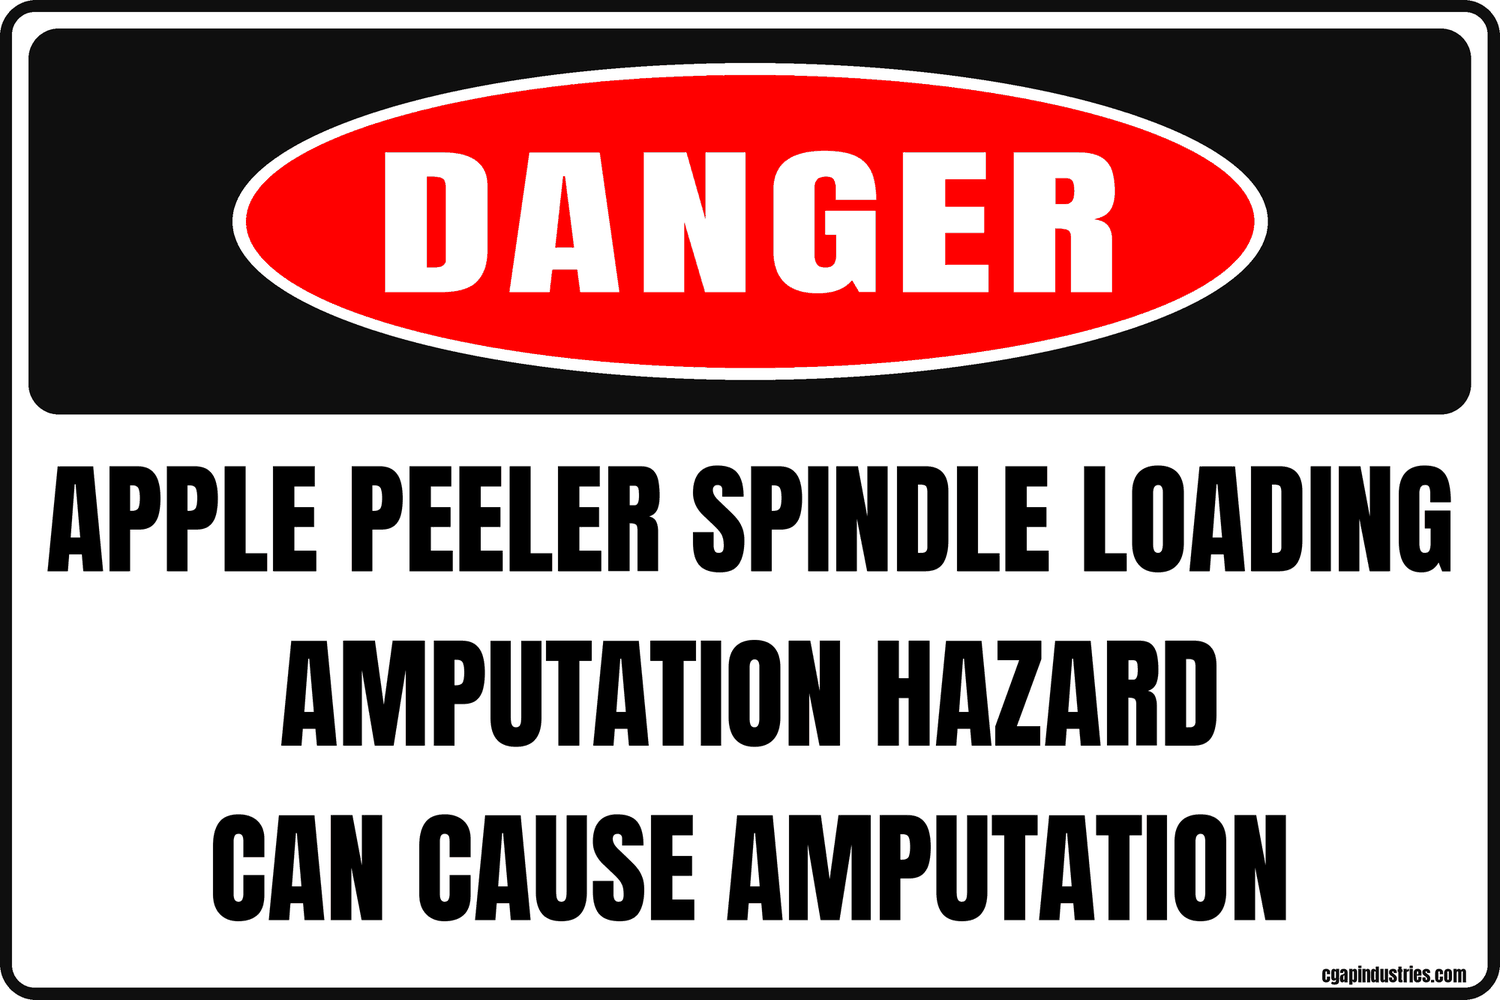 DANGER
APPLE PEELER SPINDLE LOADING
AMPUTATION HAZARD
CAN CAUSE AMPUTATION
cgapindustries.com